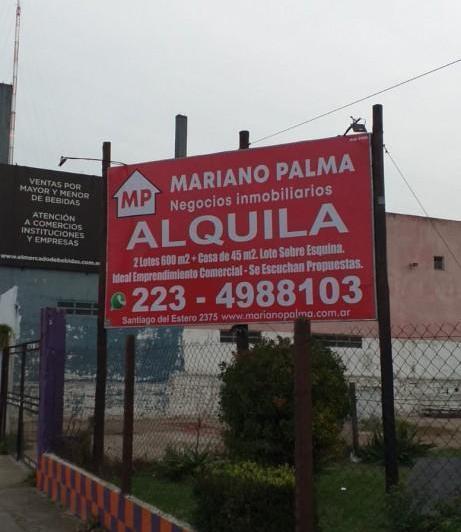 VENTAS POR
MAYOR Y MENOR
DE BEBIDAS
ATENCIÓN
A COMERCIOS
INSTITUCIONES
Y EMPRESAS
www.almercadodebebidas.com.a
MP
MARIANO PALMA
Negocios inmobiliarios
ALQUILA
2 Lotes 600 m2 + Casa de 45 m2. Lote Sobre Esquina.
Ideal Emprendimiento Comercial - Se Escuchan Propuestas.
223 - 4988103
Santiago del Estero 2375 www.marianopalma.com.ar